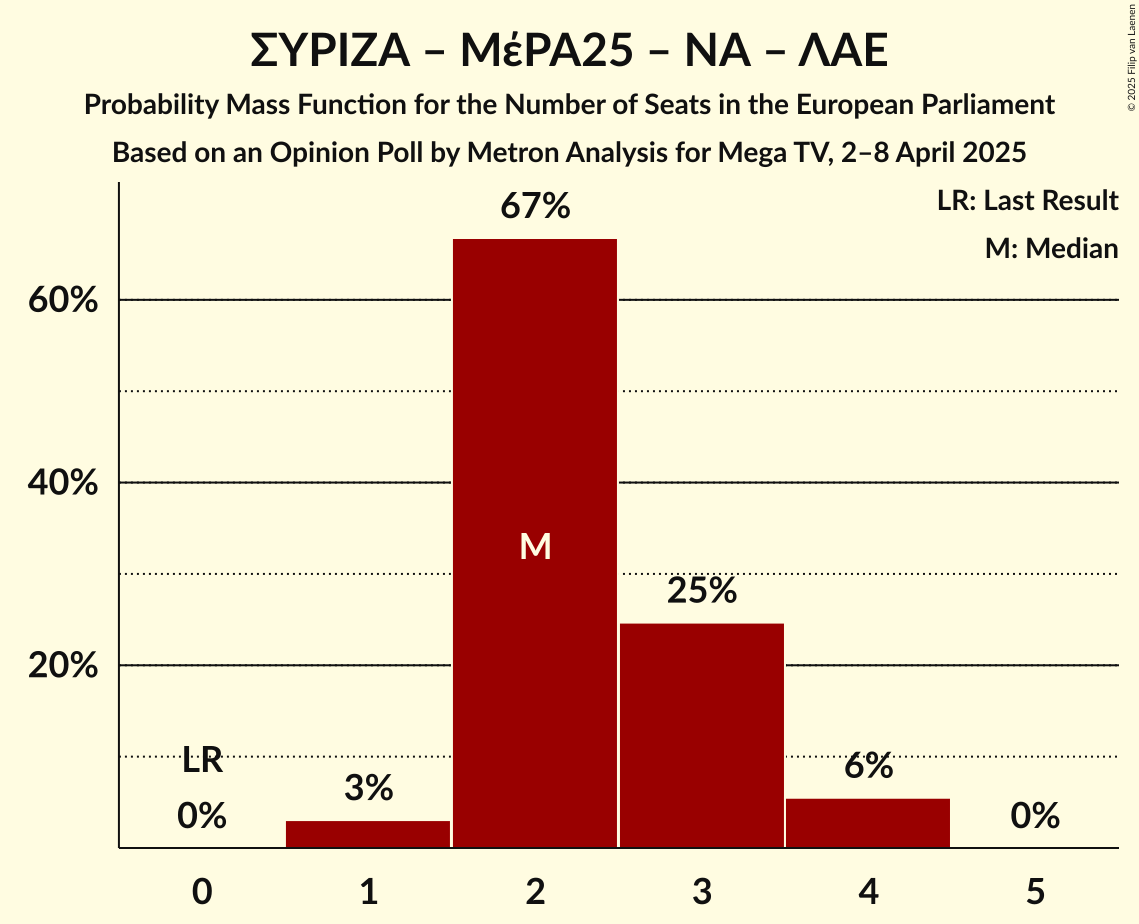 ΣΥΡΙΖΑ – ΜέΡΑ25 – ΝΑ – ΛΑΕ
Probability Mass Function for the Number of Seats in the European Parliament
Based on an Opinion Poll by Metron Analysis for Mega TV, 2–8 April 2025
© 2025 Filip van Laenen
LR: Last Result
M: Median
67%
60%
40%
M
25%
20%
LR
6%
3%
0%
0%
0 1 2 3 4 5